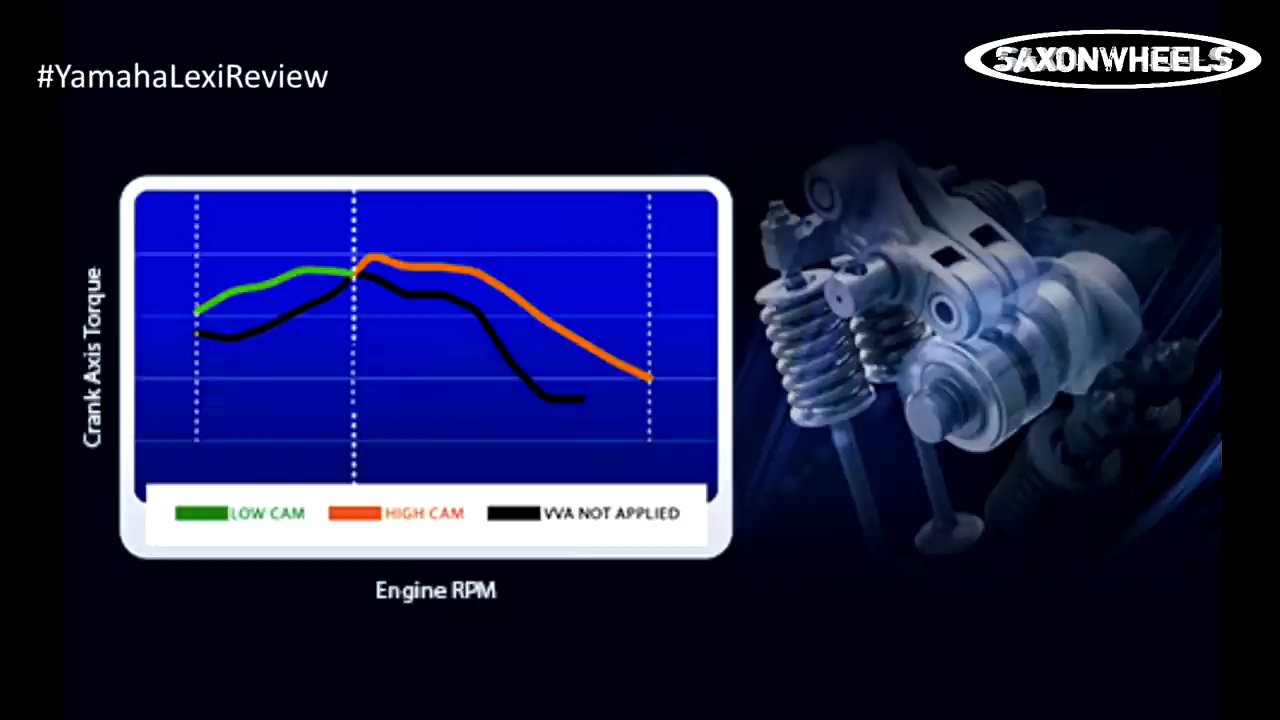 #YamahaLexiReview
SAXONWHEELS
Crank Axis Torque
LOW CAM
HIGH CAM
VVA NOT APPLIED
Engine RPM